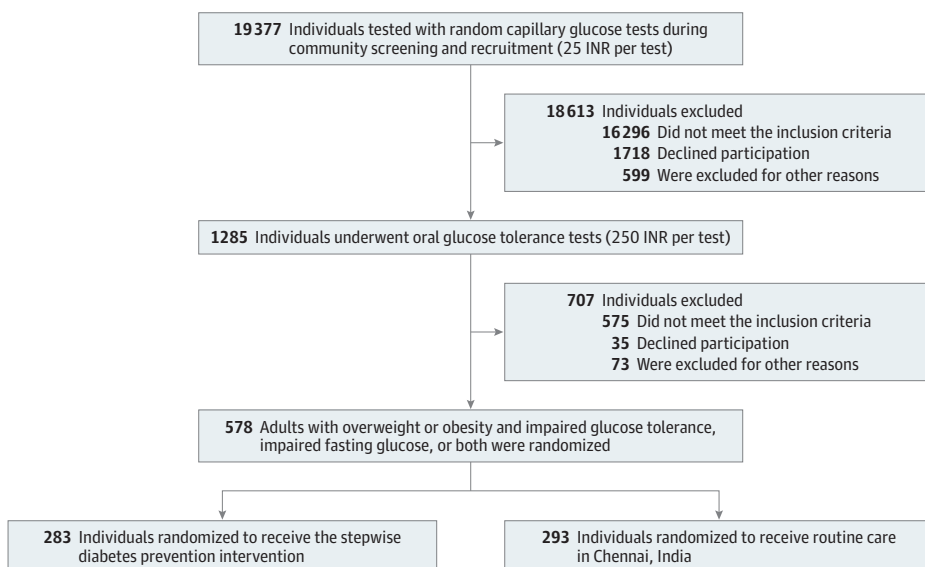 19377 Individuals tested with random capillary glucose tests during
community screening and recruitment (25 INR per test)
18613 Individuals excluded
16296 Did not meet the inclusion criteria
1718 Declined participation
599 Were excluded for other reasons
1285 Individuals underwent oral glucose tolerance tests (250 INR per test)
707 Individuals excluded
575 Did not meet the inclusion criteria
35 Declined participation
73 Were excluded for other reasons
578 Adults with overweight or obesity and impaired glucose tolerance,
impaired fasting glucose, or both were randomized
283 Individuals randomized to receive the stepwise
diabetes prevention intervention
293 Individuals randomized to receive routine care
in Chennai, India